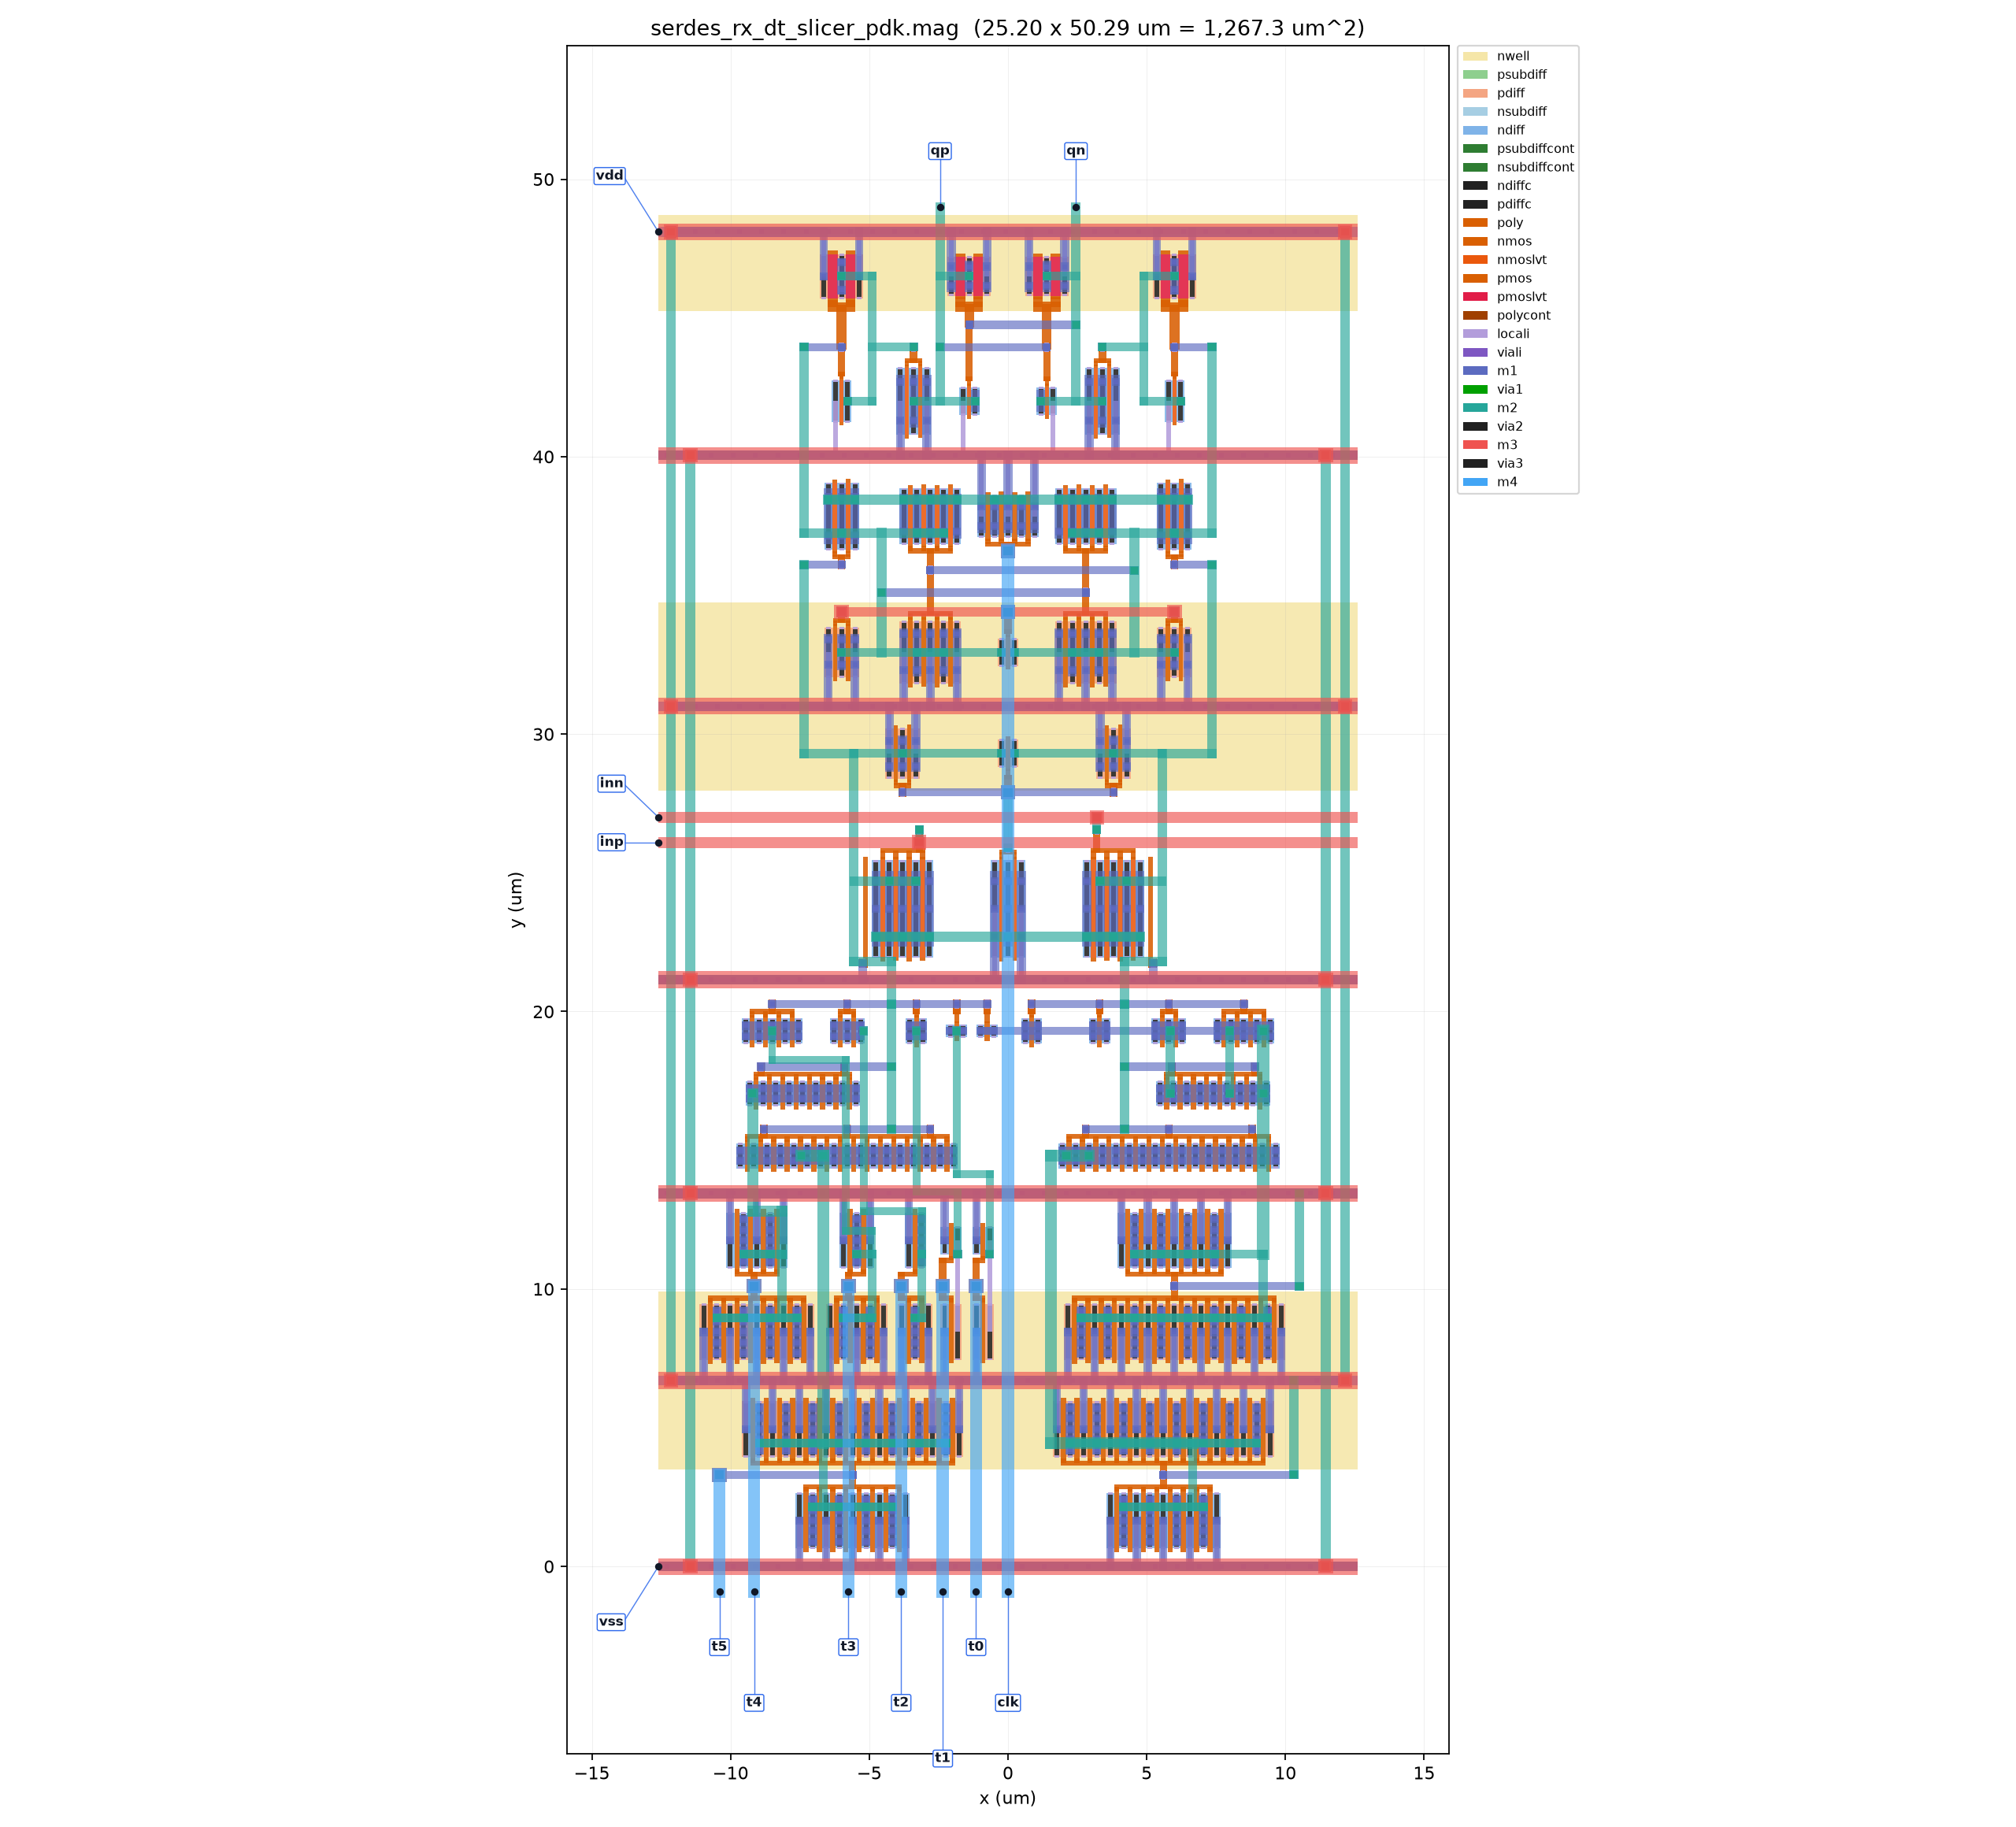 serdes_rx_dt_slicer_pdk.mag  (25.20 x 50.29 um = 1,267.3 um^2)
nwell
psubdiff
pdiff
nsubdiff
ndiff
psubdiffcont
nsubdiffcont
ndiffc
pdiffc
poly
nmos
nmoslvt
pmos
pmoslvt
polycont
locali
viali
m1
via1
m2
via2
m3
via3
m4
qp
qn
vdd
inn
inp
vss
t5
t3
t0
t4
t2
clk
t1
50
40
30
20
10
0
y (um)
−15
−10
−5
0
5
10
15
x (um)